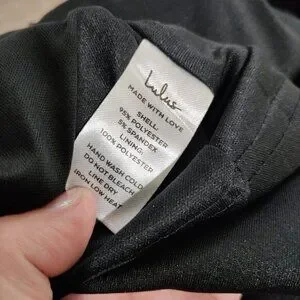 Lulus
MADE WITH LOVE
SHELL:
95% POLYESTER
5% SPANDEX
LINING:
100% POLYESTER
HAND WASH COLD
DO NOT BLEACH
LINE DRY
IRON LOW HEAT